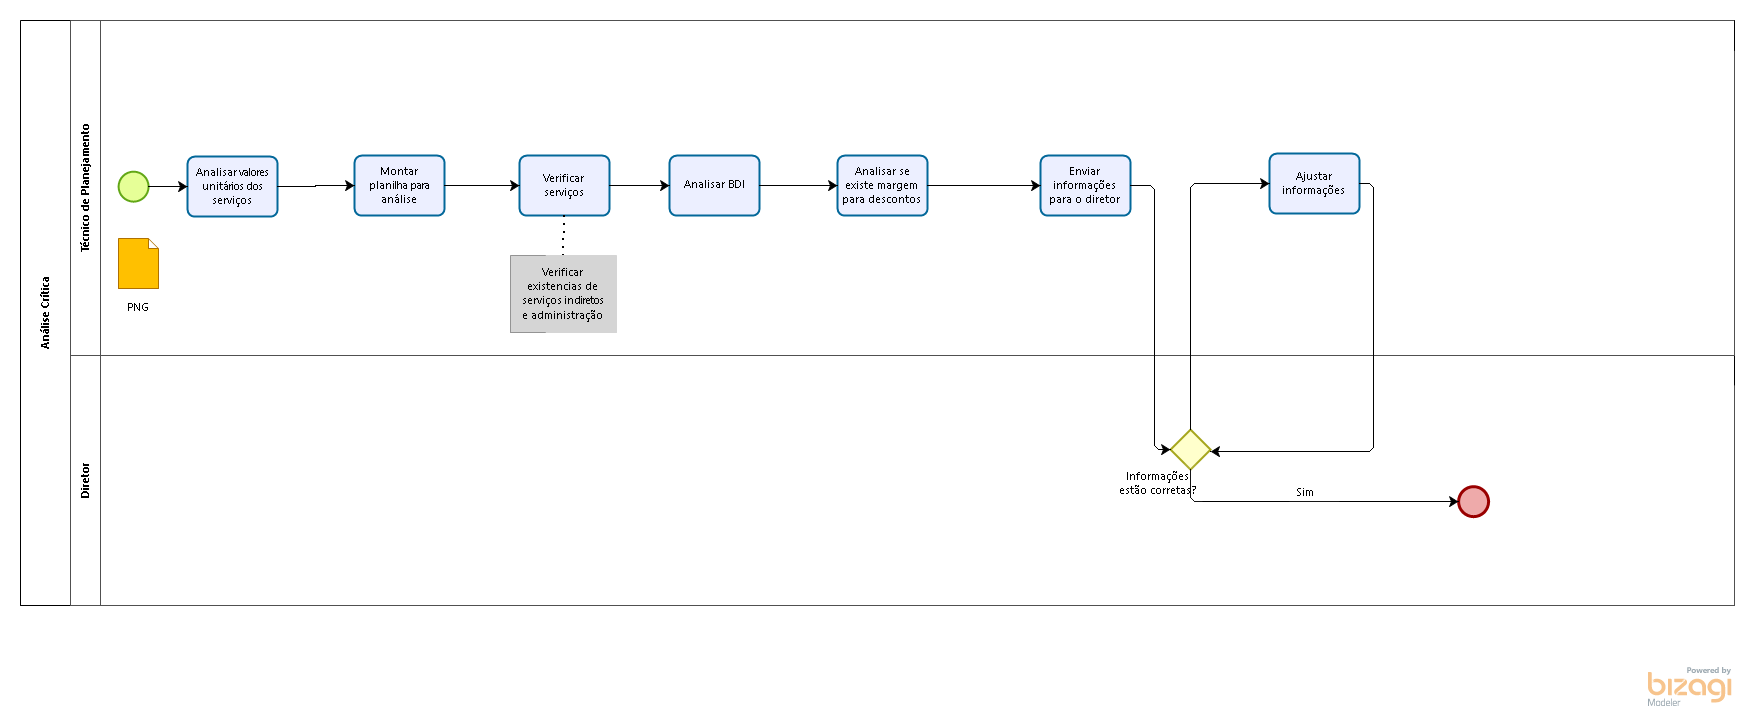 Análise Crítica
Técnico de Planejamento
Analisar valores
unitários dos
serviços
Montar
planilha para
análise
Verificar
serviços
Analisar BDI
Analisar se
existe margem
para descontos
Enviar
informações
para o diretor
Ajustar
informações
PNG
Verificar
existencias de
serviços indiretos
e administração
Diretor
Informações
estão corretas?
Sim
Powered by
bizagi
Modeler